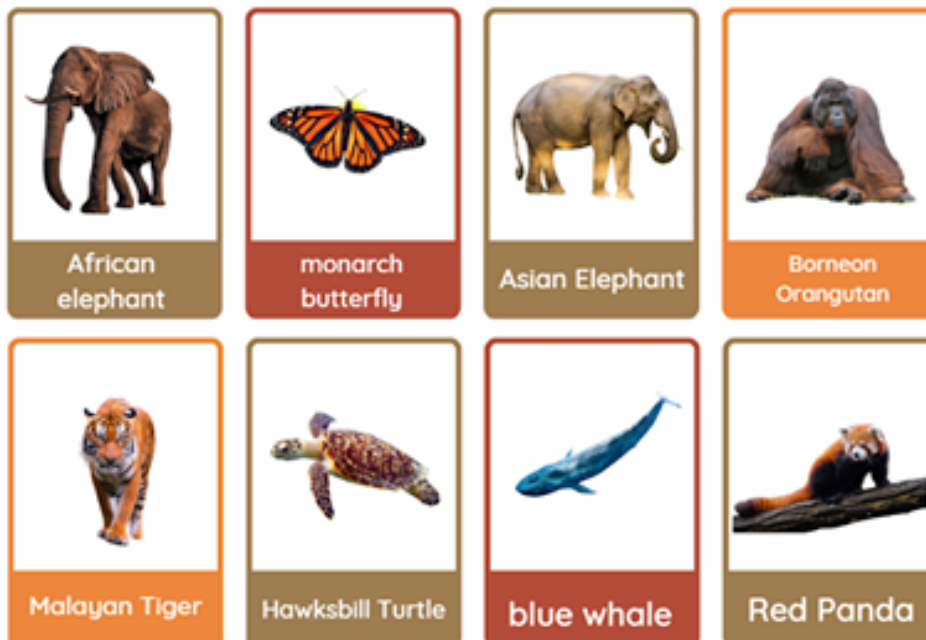 African
elephant
monarch
butterfly
Asian Elephant
Borneon
Orangutan
Malayan Tiger
Hawksbill Turtle
blue whale
Red Panda